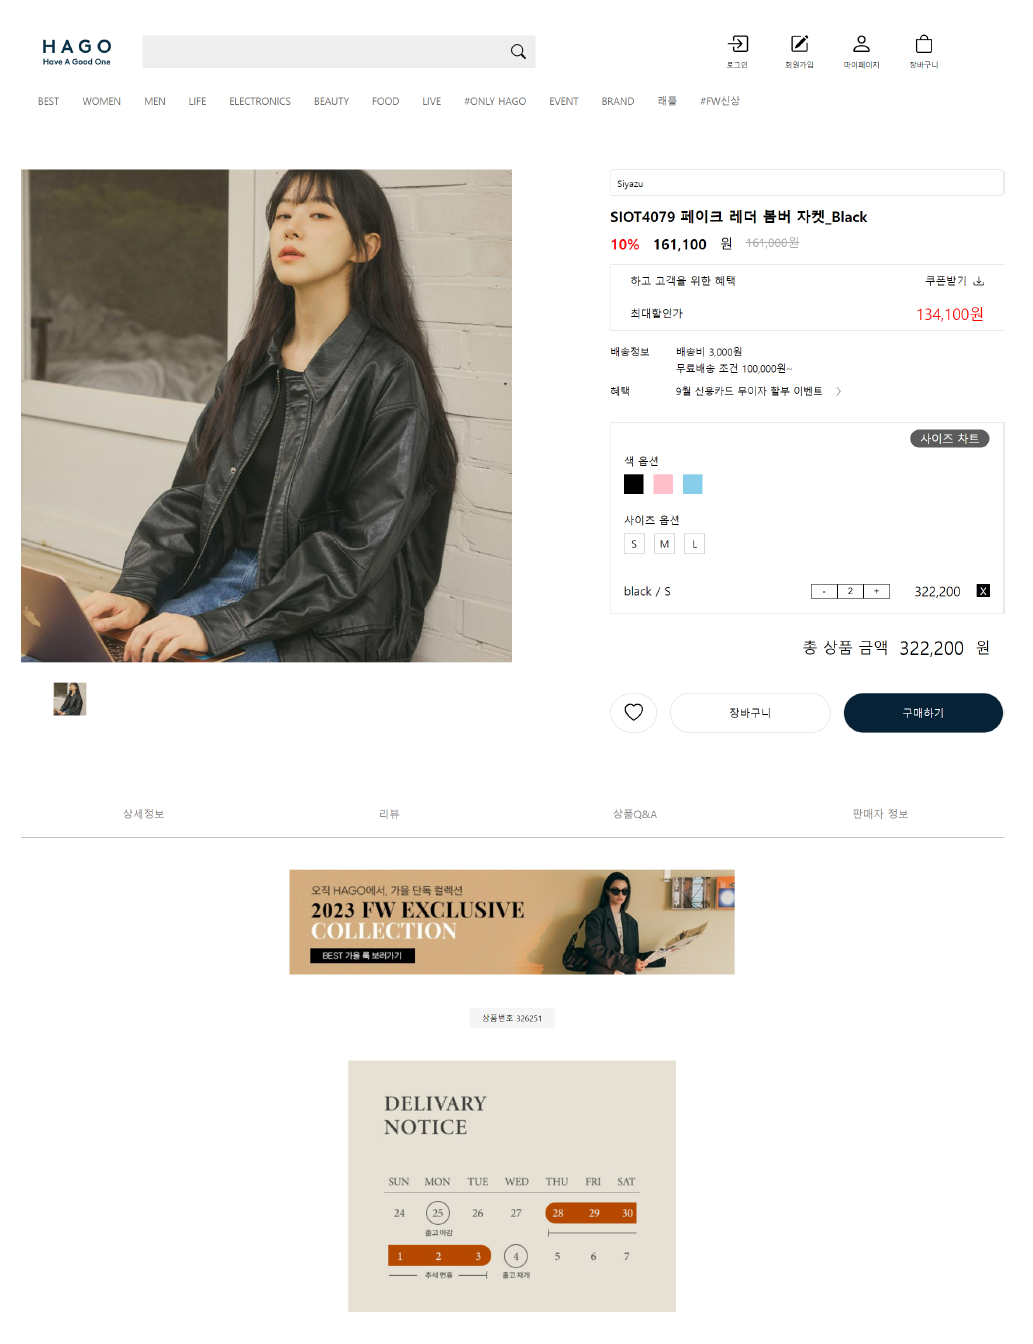 HAGO
Have A Good One
로그인
회원가입
마이페이지
장바구니
BEST WOMEN MEN LIFE ELECTRONICS BEAUTY FOOD LIVE #ONLY HAGO EVENT BRAND 래플 #FW신상
Siyazu
SIOT4079 페이크 레더 봄버 자켓_Black
10% 161,100 원 161,000원
하고 고객을 위한 혜택 쿠폰받기
최대할인가 134,100원
배송정보 배송비 3,000원
무료배송 조건 100,000원~
혜택 9월 신용카드 무이자 할부 이벤트 >
사이즈 차트
색 옵션
사이즈 옵션
S M L
black / S - 2 + 322,200 X
총 상품 금액 322,200 원
장바구니 구매하기
상세정보 리뷰 상품Q&A 판매자 정보
오직 HAGO에서, 가을 단독 컬렉션
2023 FW EXCLUSIVE
COLLECTION
BEST 가을 룩 보러가기
상품번호 326251
DELIVARY
NOTICE
SUN MON TUE WED THU FRI SAT
24 25 26 27 28 29 30
출고 마감
1 2 3 4 5 6 7
추석 연휴 출고 재개